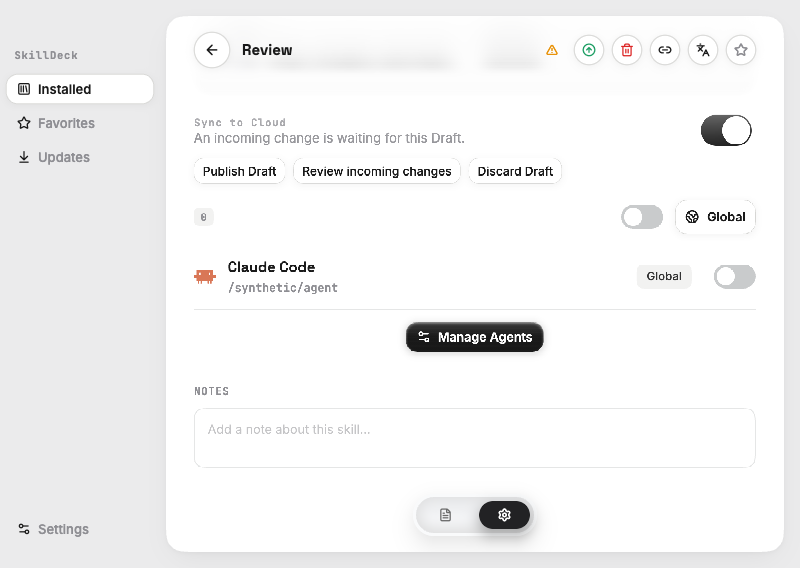 SkillDeck
Installed
Favorites
Updates
Settings
Review
Sync to Cloud
An incoming change is waiting for this Draft.
Publish Draft
Review incoming changes
Discard Draft
0
Global
Claude Code
/synthetic/agent
Global
Manage Agents
NOTES
Add a note about this skill...